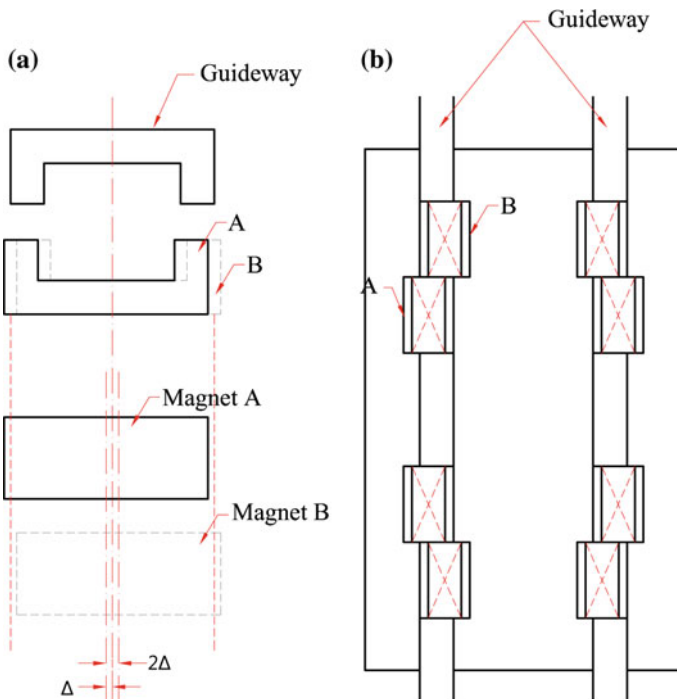 (a)
Guideway
A
B
Magnet A
Magnet B
2Δ
Δ
Guideway
(b)
B
A